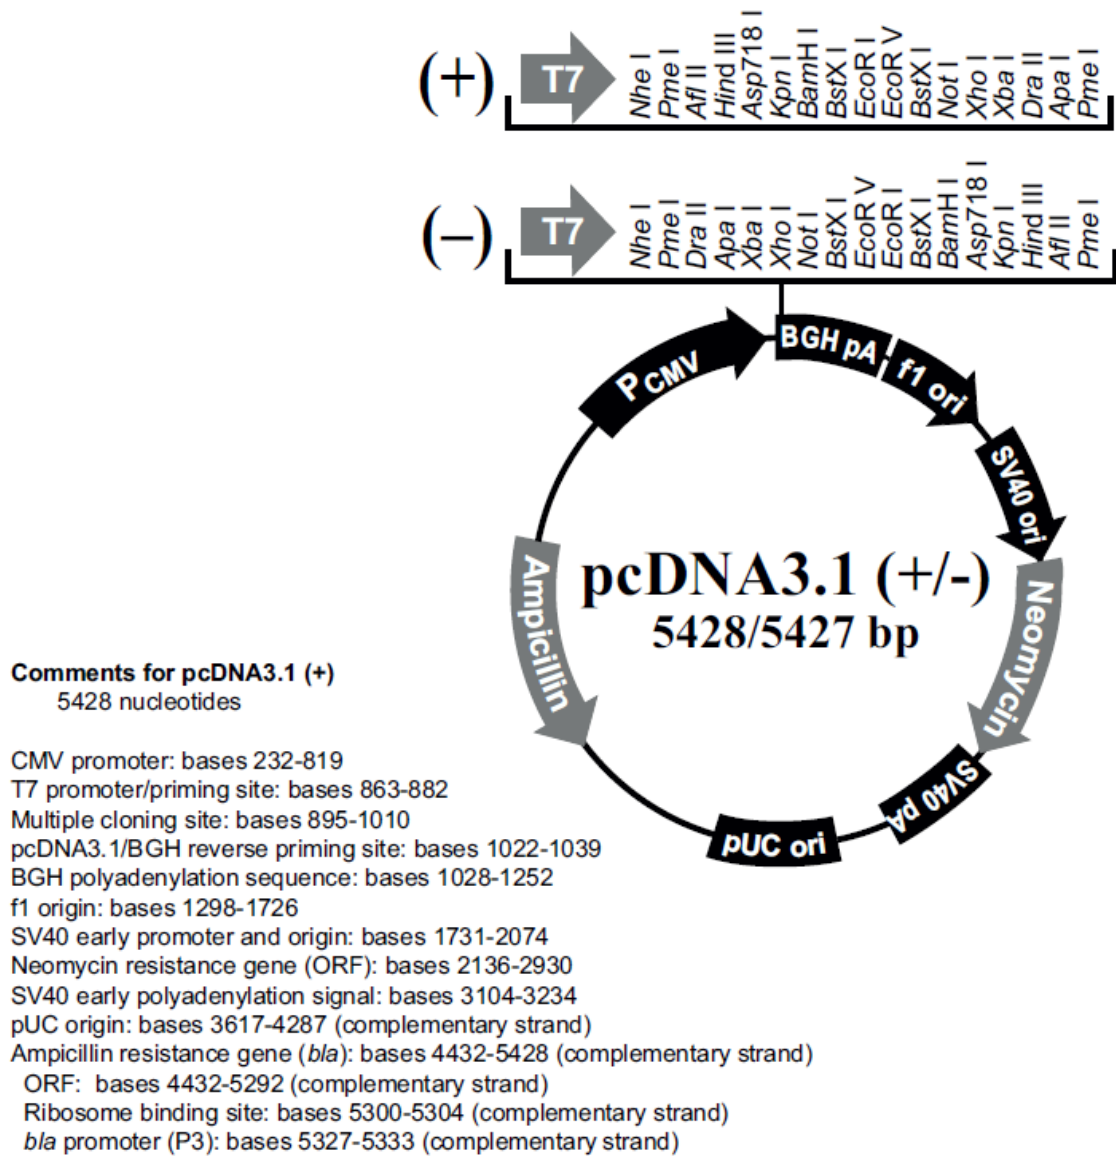 (+)
T7
Nhe I
Pme I
Afl II
Hind III
Asp718 I
Kpn I
BamH I
BstX I
EcoR I
EcoR V
BstX I
Not I
Xho I
Xba I
Dra II
Apa I
Pme I
(–)
T7
Nhe I
Pme I
Dra II
Apa I
Xba I
Xho I
Not I
BstX I
EcoR V
EcoR I
BstX I
BamH I
Asp718 I
Kpn I
Hind III
Afl II
Pme I
PCMV
BGH pA
f1 ori
SV40 ori
Neomycin
SV40 pA
pUC ori
Ampicillin
pcDNA3.1 (+/-)
5428/5427 bp
Comments for pcDNA3.1 (+)
5428 nucleotides
CMV promoter: bases 232-819
T7 promoter/priming site: bases 863-882
Multiple cloning site: bases 895-1010
pcDNA3.1/BGH reverse priming site: bases 1022-1039
BGH polyadenylation sequence: bases 1028-1252
f1 origin: bases 1298-1726
SV40 early promoter and origin: bases 1731-2074
Neomycin resistance gene (ORF): bases 2136-2930
SV40 early polyadenylation signal: bases 3104-3234
pUC origin: bases 3617-4287 (complementary strand)
Ampicillin resistance gene (bla): bases 4432-5428 (complementary strand)
ORF: bases 4432-5292 (complementary strand)
Ribosome binding site: bases 5300-5304 (complementary strand)
bla promoter (P3): bases 5327-5333 (complementary strand)